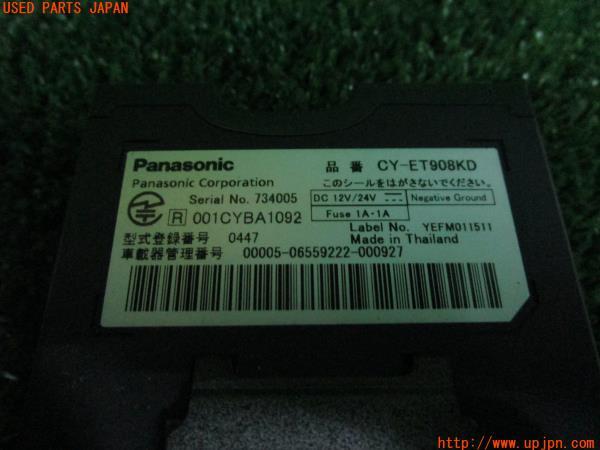 USED PARTS JAPAN
Panasonic
品番 CY-ET908KD
Panasonic Corporation
このシールをはがさないでください。
Serial No. 734005
DC 12V/24V
Negative Ground
R 001CYBA1092
Fuse 1A・1A
型式登録番号 0447
Label No. YEFM011511
Made in Thailand
車載器管理番号 00005-06559222-000927
http://www.upjpn.com